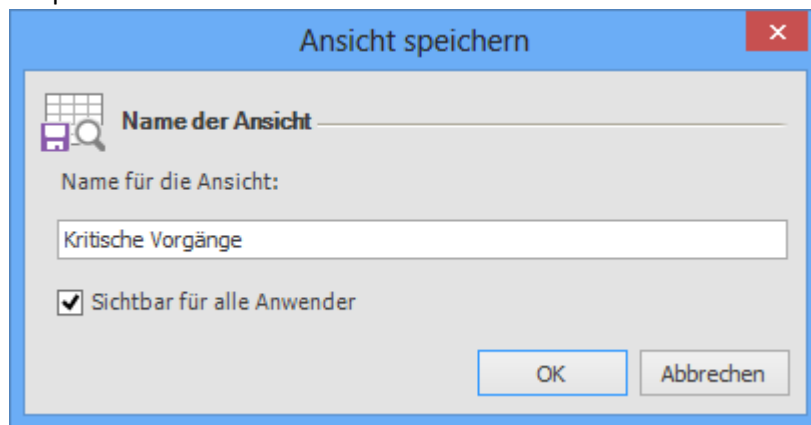 Ansicht speichern
Name der Ansicht
Name für die Ansicht:
Kritische Vorgänge
Sichtbar für alle Anwender
OK Abbrechen